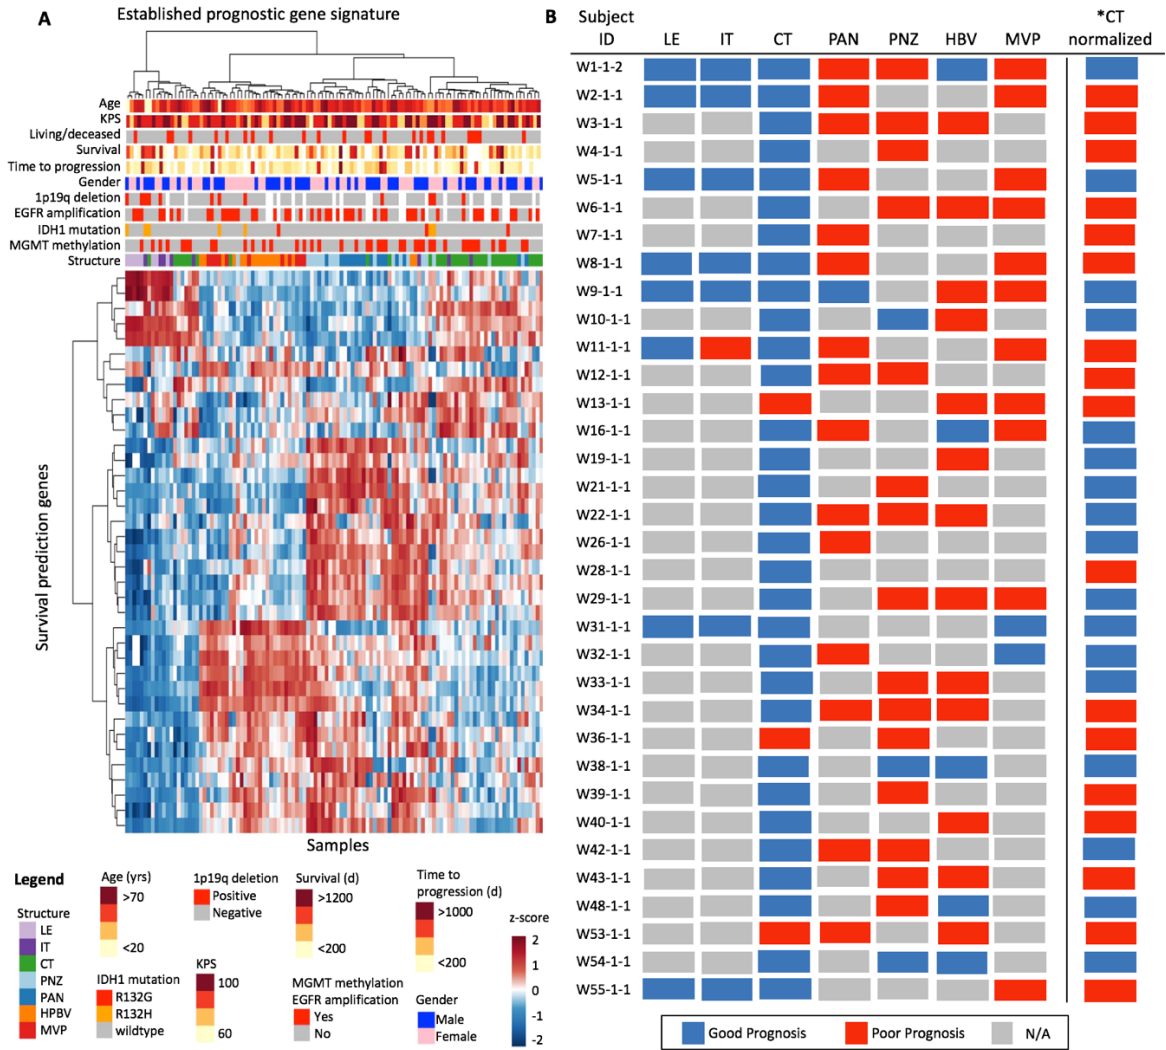 A
Established prognostic gene signature
Age
KPS
Living/deceased
Survival
Time to progression
Gender
1p19q deletion
EGFR amplification
IDH1 mutation
MGMT methylation
Structure
Survival prediction genes
Samples
Legend
Structure
LE
IT
CT
PNZ
PAN
HPBV
MVP
Age (yrs)
>70
<20
IDH1 mutation
R132G
R132H
wildtype
1p19q deletion
Positive
Negative
KPS
100
60
Survival (d)
>1200
<200
MGMT methylation
EGFR amplification
Yes
No
Time to
progression (d)
>1000
<200
Gender
Male
Female
z-score
2
1
0
-1
-2
B
Subject *CT
ID LE IT CT PAN PNZ HBV MVP normalized
W1-1-2
W2-1-1
W3-1-1
W4-1-1
W5-1-1
W6-1-1
W7-1-1
W8-1-1
W9-1-1
W10-1-1
W11-1-1
W12-1-1
W13-1-1
W16-1-1
W19-1-1
W21-1-1
W22-1-1
W26-1-1
W28-1-1
W29-1-1
W31-1-1
W32-1-1
W33-1-1
W34-1-1
W36-1-1
W38-1-1
W39-1-1
W40-1-1
W42-1-1
W43-1-1
W48-1-1
W53-1-1
W54-1-1
W55-1-1
Good Prognosis Poor Prognosis N/A